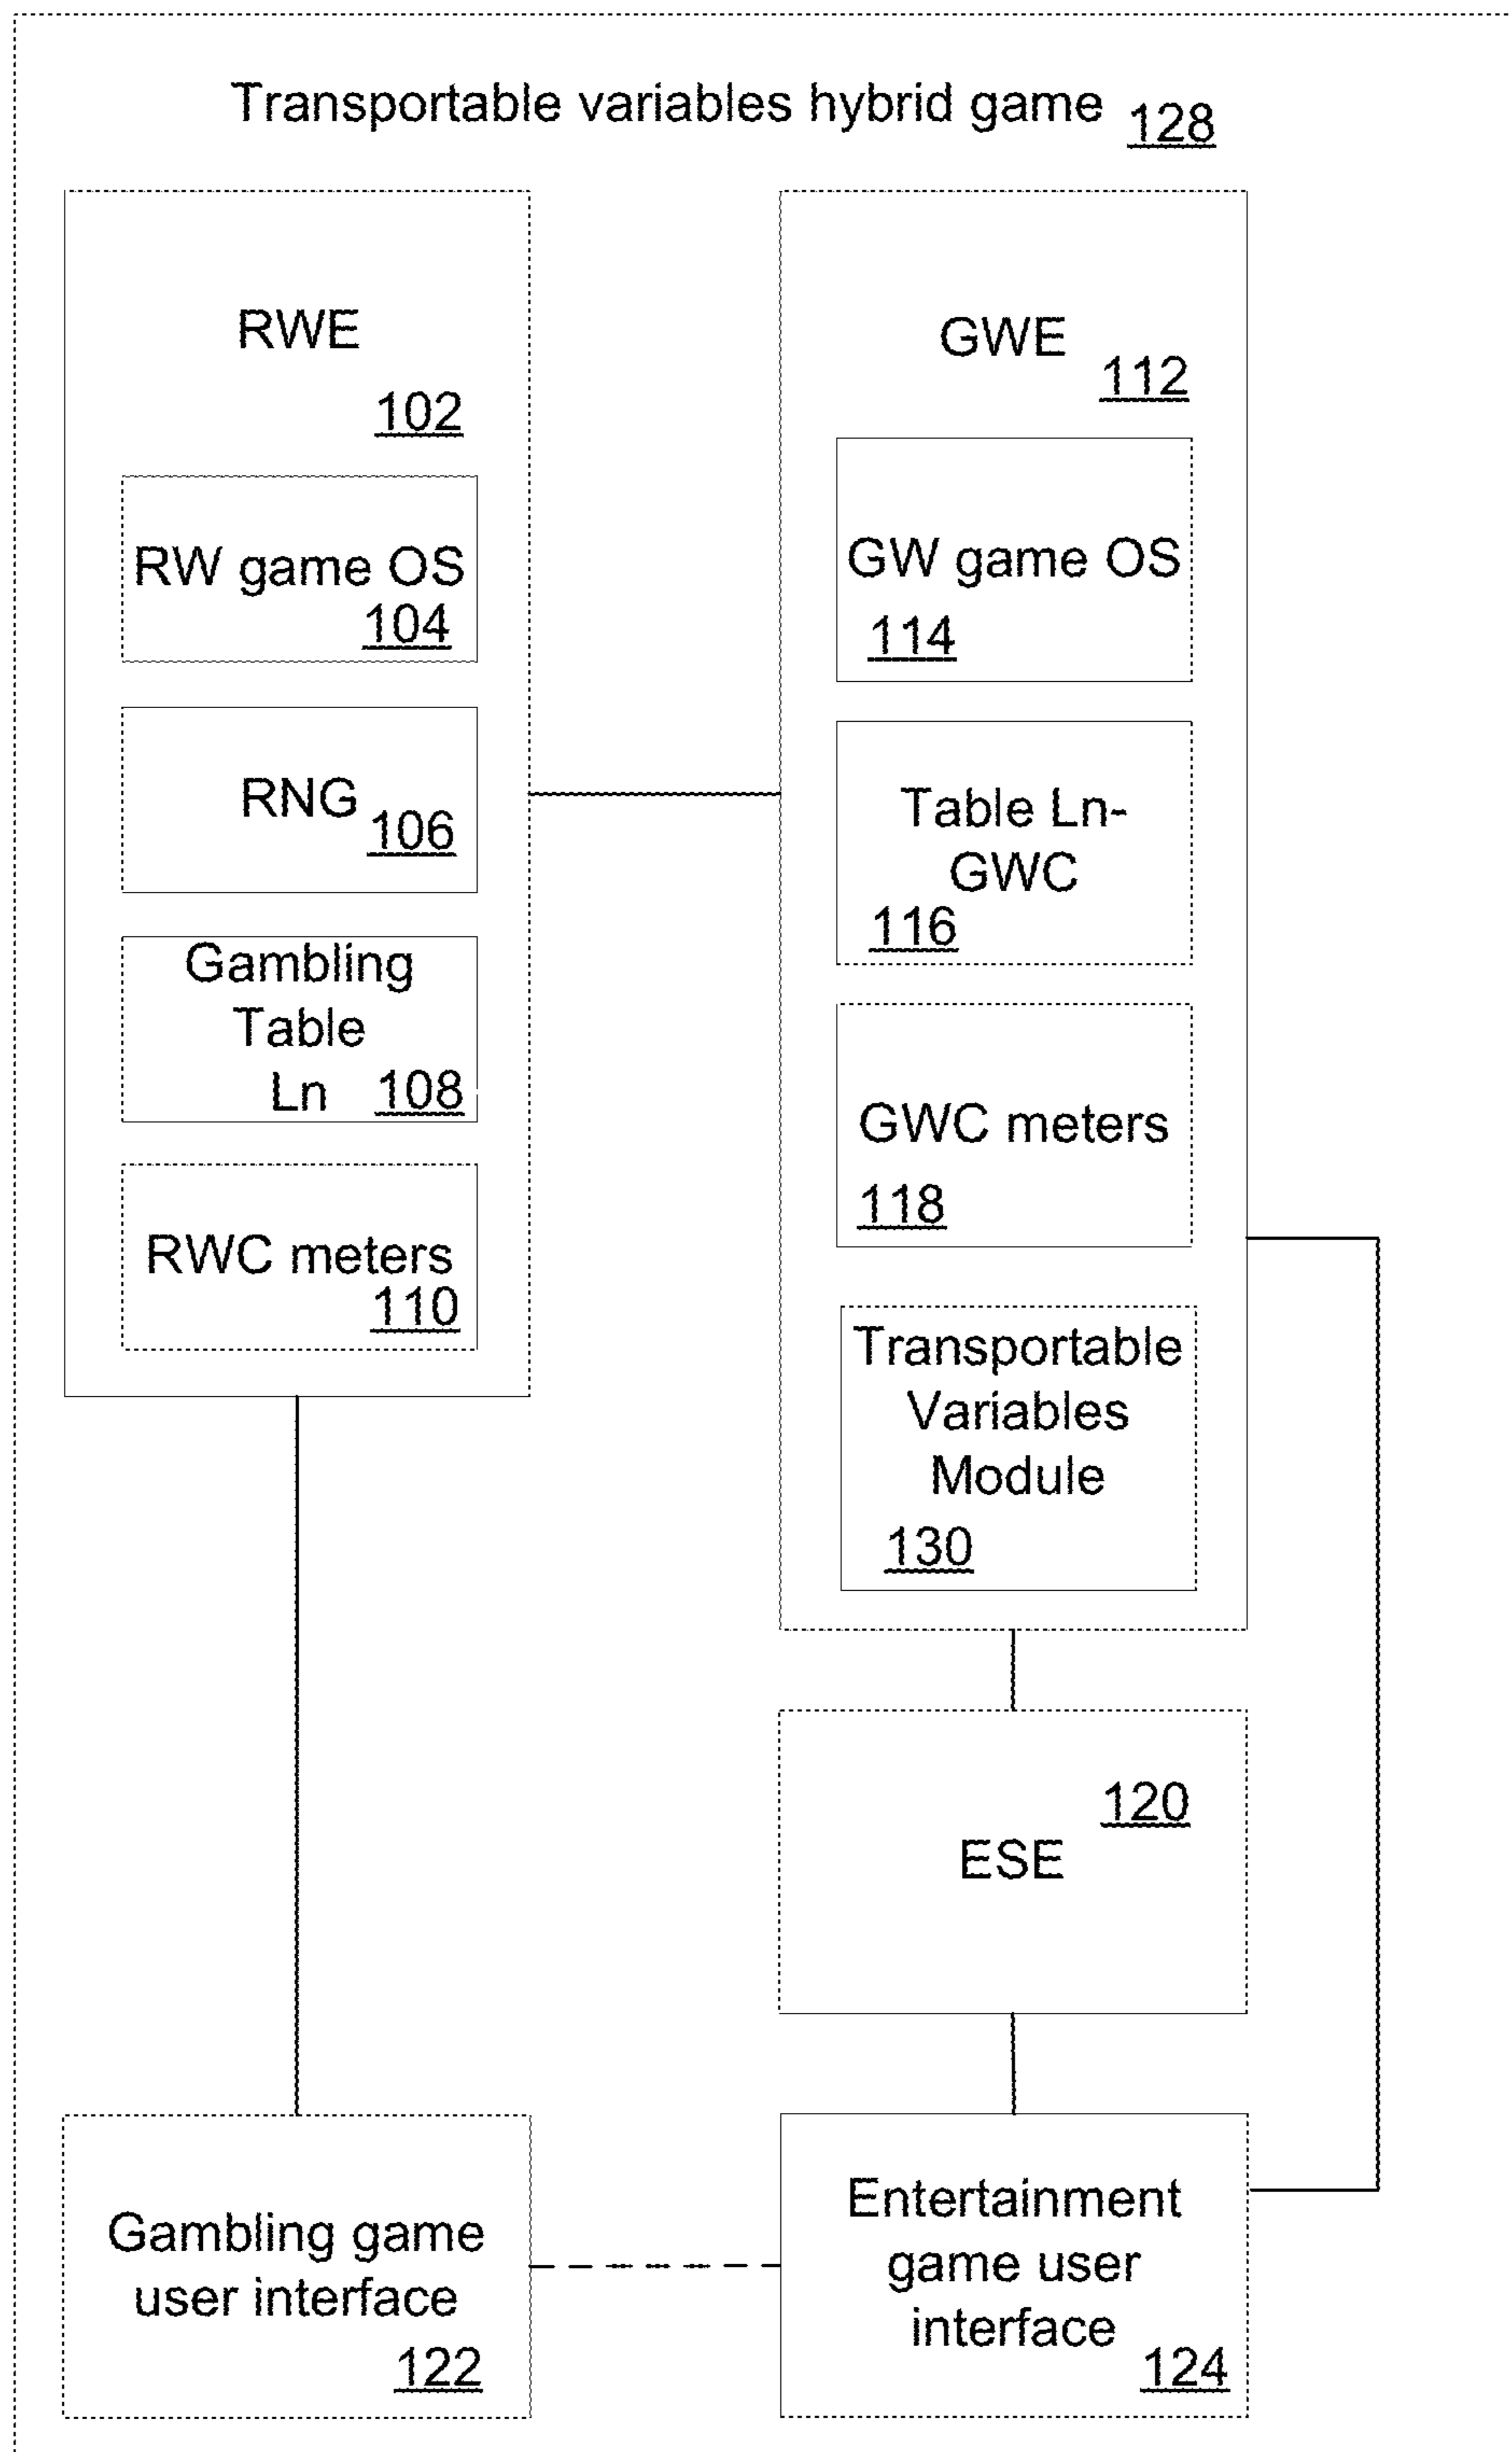 Transportable variables hybrid game 128
RWE
102
RW game OS
104
RNG
106
Gambling
Table
Ln 108
RWC meters
110
GWE
112
GW game OS
114
Table Ln-
GWC
116
GWC meters
118
Transportable
Variables
Module
130
120
ESE
Gambling game
user interface
122
Entertainment
game user
interface
124